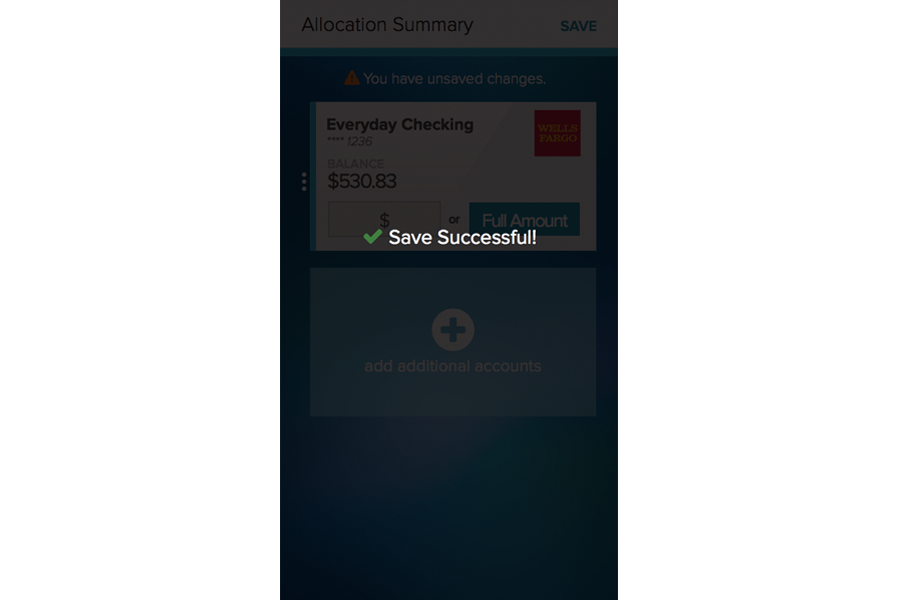 Allocation Summary SAVE
You have unsaved changes.
Everyday Checking
**** 1236
WELLS
FARGO
BALANCE
$530.83
$ or Full Amount
Save Successful!
add additional accounts